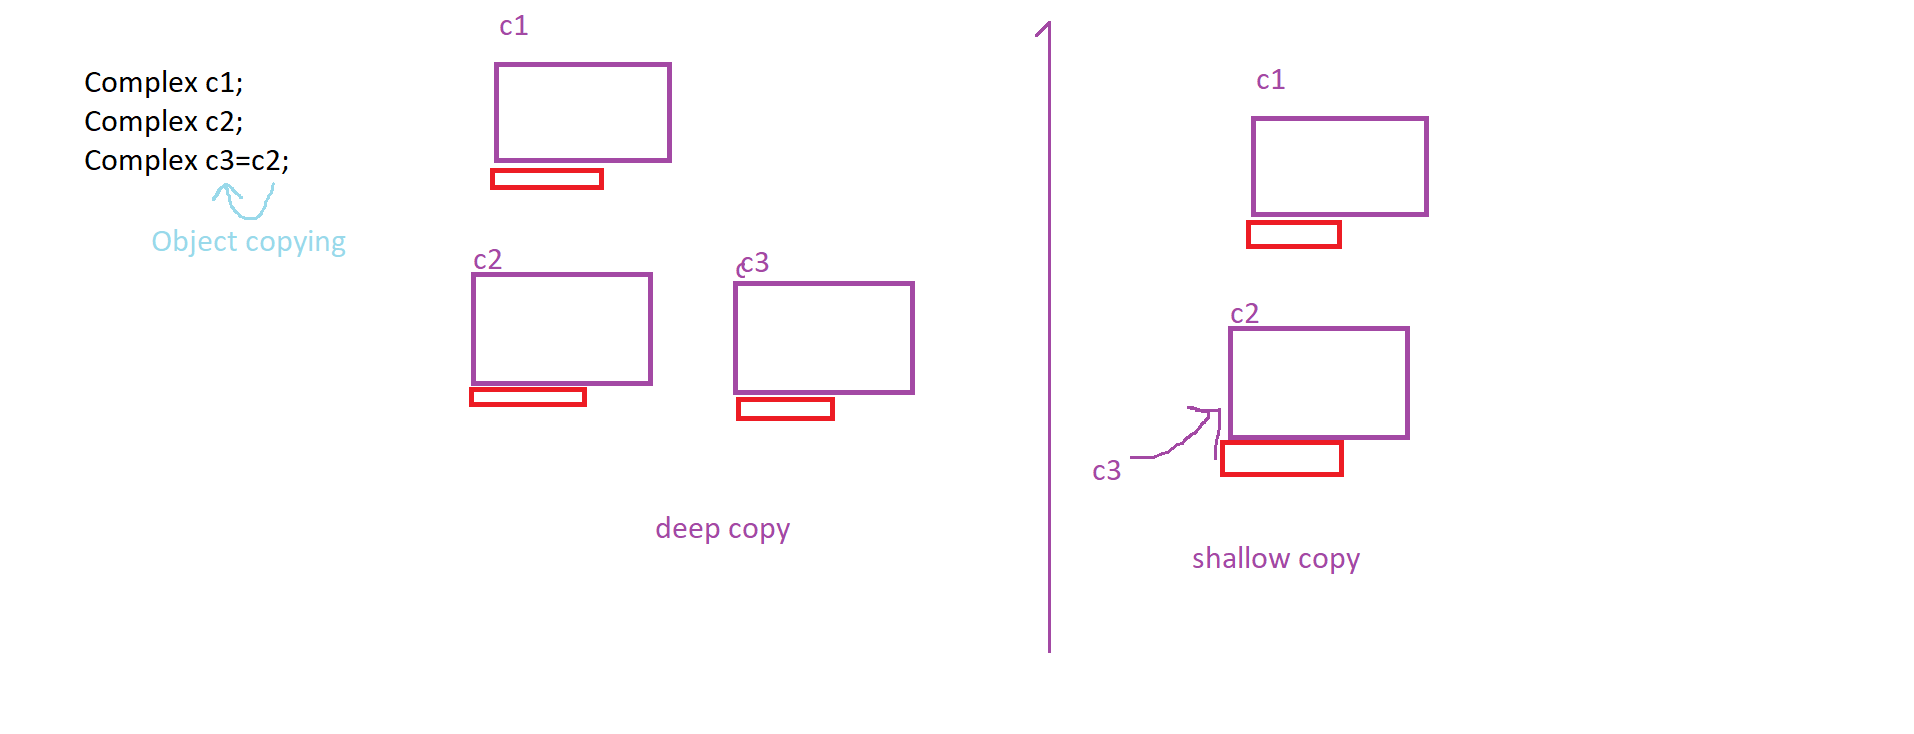 Complex c1;
Complex c2;
Complex c3=c2;
Object copying
c1
c2
c c3
deep copy
c1
c2
c3
shallow copy